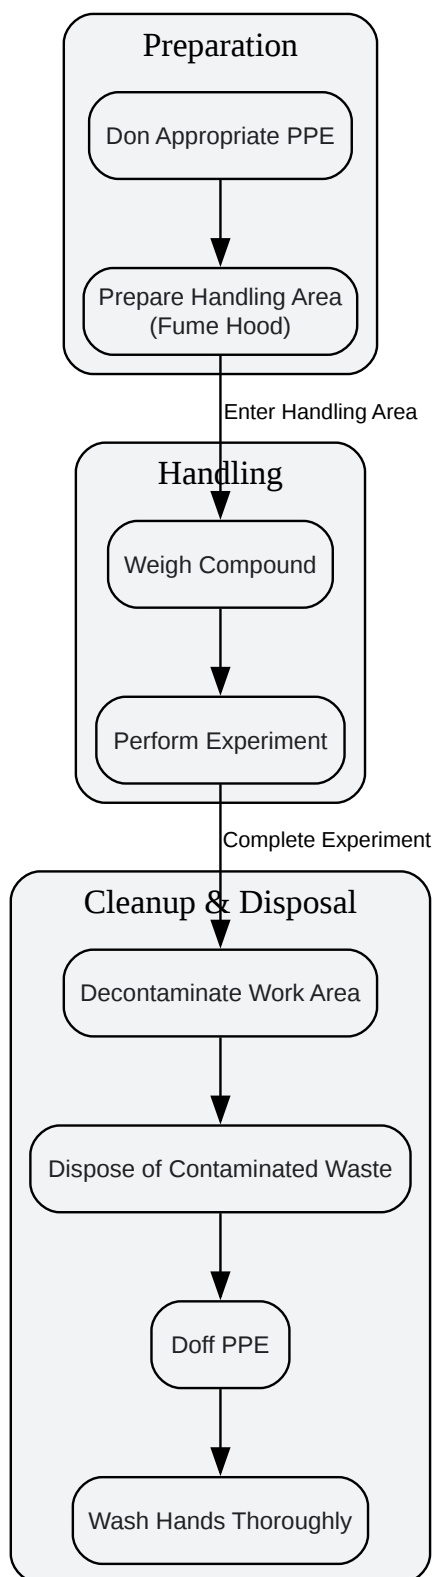 Preparation
Don Appropriate PPE
Prepare Handling Area
(Fume Hood)
Enter Handling Area
Handling
Weigh Compound
Perform Experiment
Complete Experiment
Cleanup & Disposal
Decontaminate Work Area
Dispose of Contaminated Waste
Doff PPE
Wash Hands Thoroughly